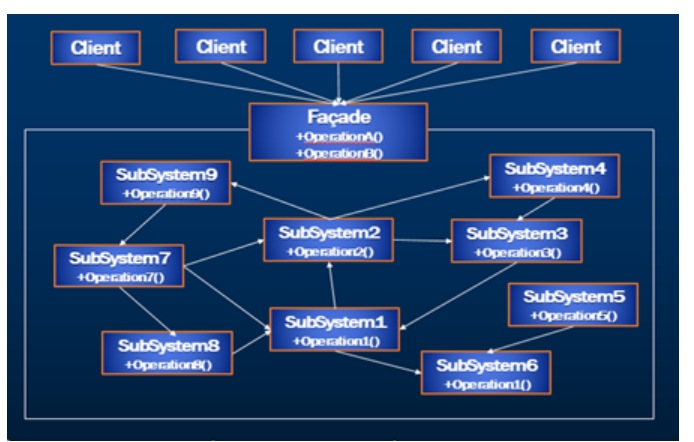 Client
Client
Client
Client
Client
Façade
+OperationA()
+OperationB()
SubSystem9
+Operation9()
SubSystem4
+Operation4()
SubSystem2
+Operation2()
SubSystem3
+Operation3()
SubSystem7
+Operation7()
SubSystem5
+Operation5()
SubSystem1
+Operation1()
SubSystem8
+Operation8()
SubSystem6
+Operation1()